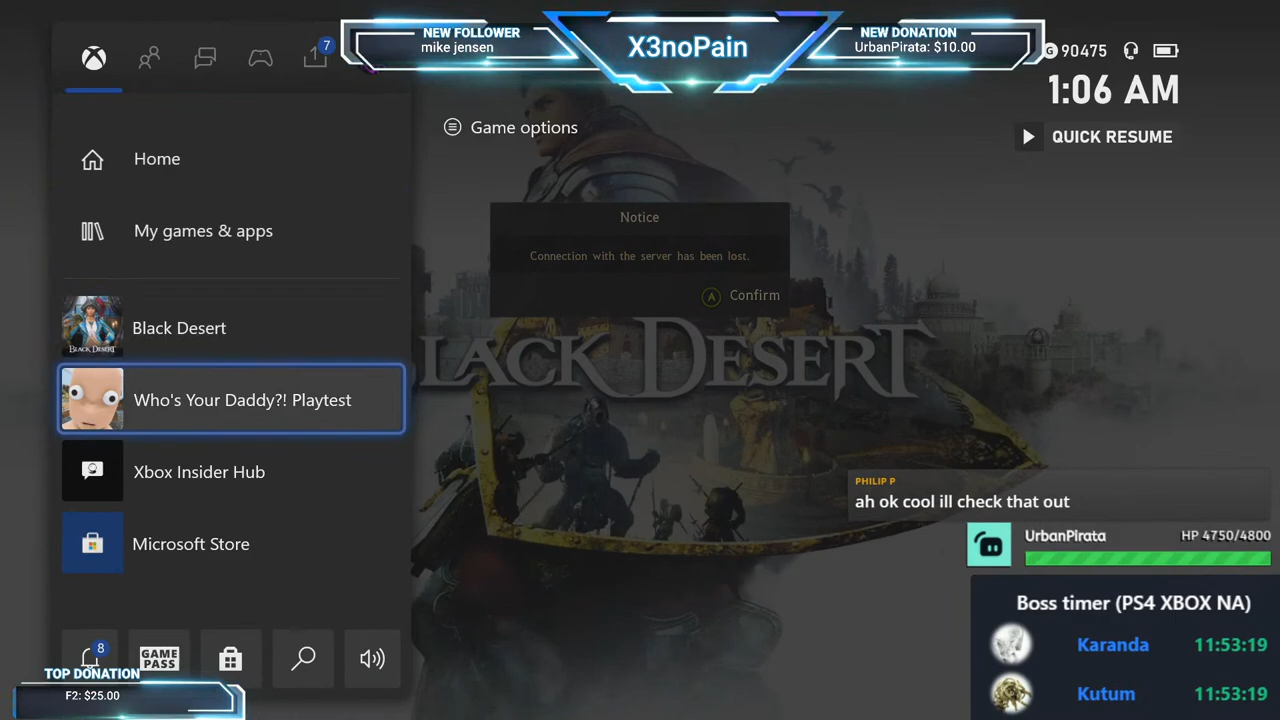 7
NEW FOLLOWER
mike jensen
X3noPain
NEW DONATION
UrbanPirata: $10.00
G 90475
1:06 AM
QUICK RESUME
Game options
Home
My games & apps
Notice
Connection with the server has been lost.
A Confirm
BLACK DESERT
Black Desert
BLACK DESERT
Who's Your Daddy?! Playtest
Xbox Insider Hub
Microsoft Store
PHILIP P
ah ok cool ill check that out
UrbanPirata HP 4750/4800
Boss timer (PS4 XBOX NA)
Karanda 11:53:19
Kutum 11:53:19
8
GAME PASS
TOP DONATION
F2: $25.00